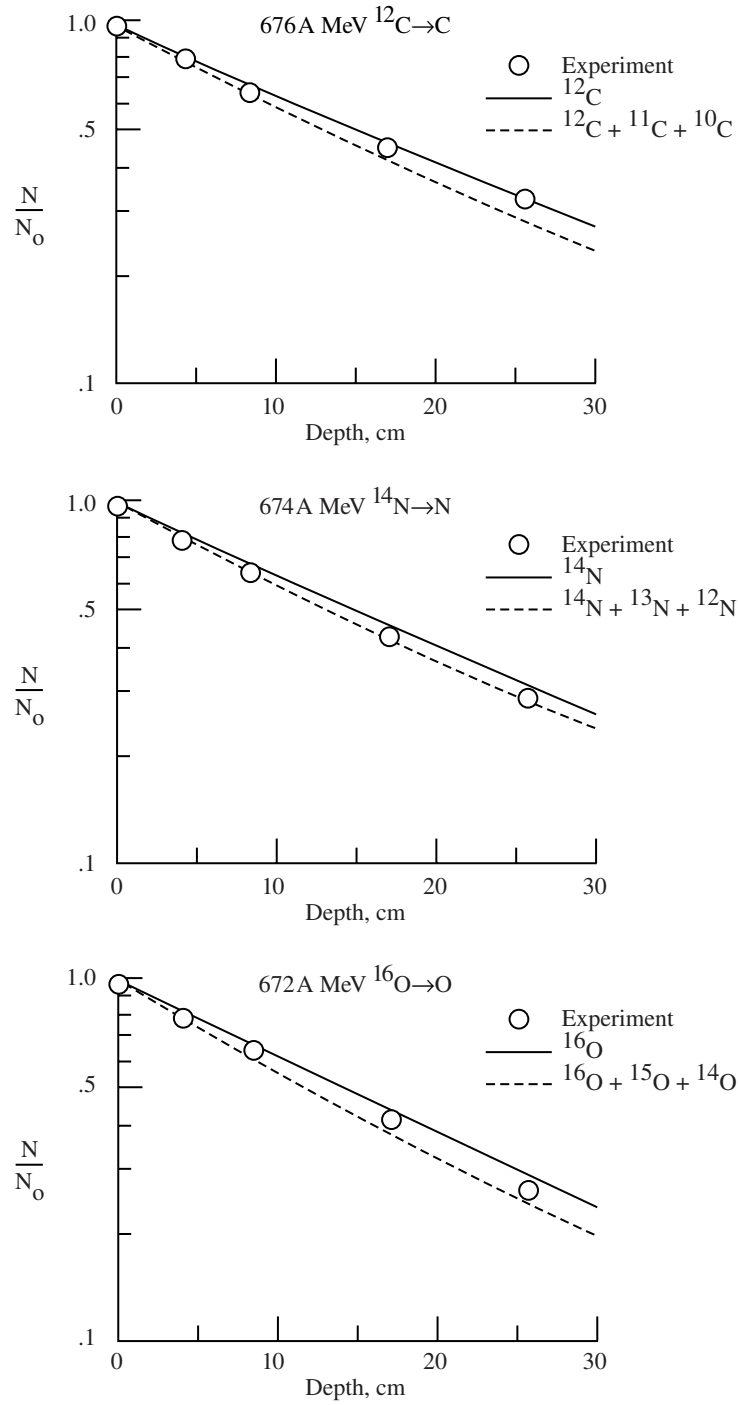 676A MeV ¹²C→C
1.0
.5
.1
N
N₀
Experiment
¹²C
¹²C + ¹¹C + ¹⁰C
0
10
20
30
Depth, cm
674A MeV ¹⁴N→N
1.0
.5
.1
N
N₀
Experiment
¹⁴N
¹⁴N + ¹³N + ¹²N
0
10
20
30
Depth, cm
672A MeV ¹⁶O→O
1.0
.5
.1
N
N₀
Experiment
¹⁶O
¹⁶O + ¹⁵O + ¹⁴O
0
10
20
30
Depth, cm